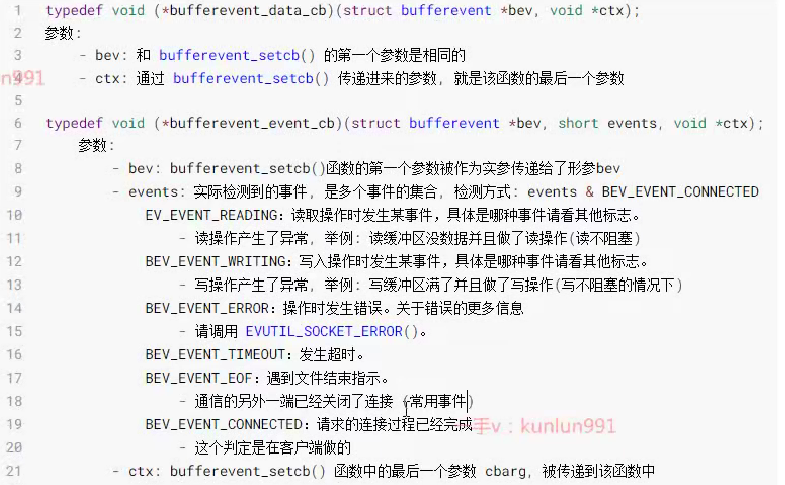 1 typedef void (*bufferevent_data_cb)(struct bufferevent *bev, void *ctx);
2 参数:
3 - bev: 和 bufferevent_setcb() 的第一个参数是相同的
4 - ctx: 通过 bufferevent_setcb() 传递进来的参数, 就是该函数的最后一个参数
n991
5
6 typedef void (*bufferevent_event_cb)(struct bufferevent *bev, short events, void *ctx);
7 参数:
8 - bev: bufferevent_setcb()函数的第一个参数被作为实参传递给了形参bev
9 - events: 实际检测到的事件, 是多个事件的集合, 检测方式: events & BEV_EVENT_CONNECTED
10 EV_EVENT_READING: 读取操作时发生某事件，具体是哪种事件请看其他标志。
11 - 读操作产生了异常, 举例: 读缓冲区没数据并且做了读操作(读不阻塞)
12 BEV_EVENT_WRITING: 写入操作时发生某事件，具体是哪种事件请看其他标志。
13 - 写操作产生了异常, 举例: 写缓冲区满了并且做了写操作(写不阻塞的情况下)
14 BEV_EVENT_ERROR: 操作时发生错误。关于错误的更多信息
15 - 请调用 EVUTIL_SOCKET_ERROR()。
16 BEV_EVENT_TIMEOUT: 发生超时。
17 BEV_EVENT_EOF: 遇到文件结束指示。
18 - 通信的另外一端已经关闭了连接 (常用事件)
19 BEV_EVENT_CONNECTED: 请求的连接过程已经完成
手v：kunlun991
20 - 这个判定是在客户端做的
21 - ctx: bufferevent_setcb() 函数中的最后一个参数 cbarg, 被传递到该函数中